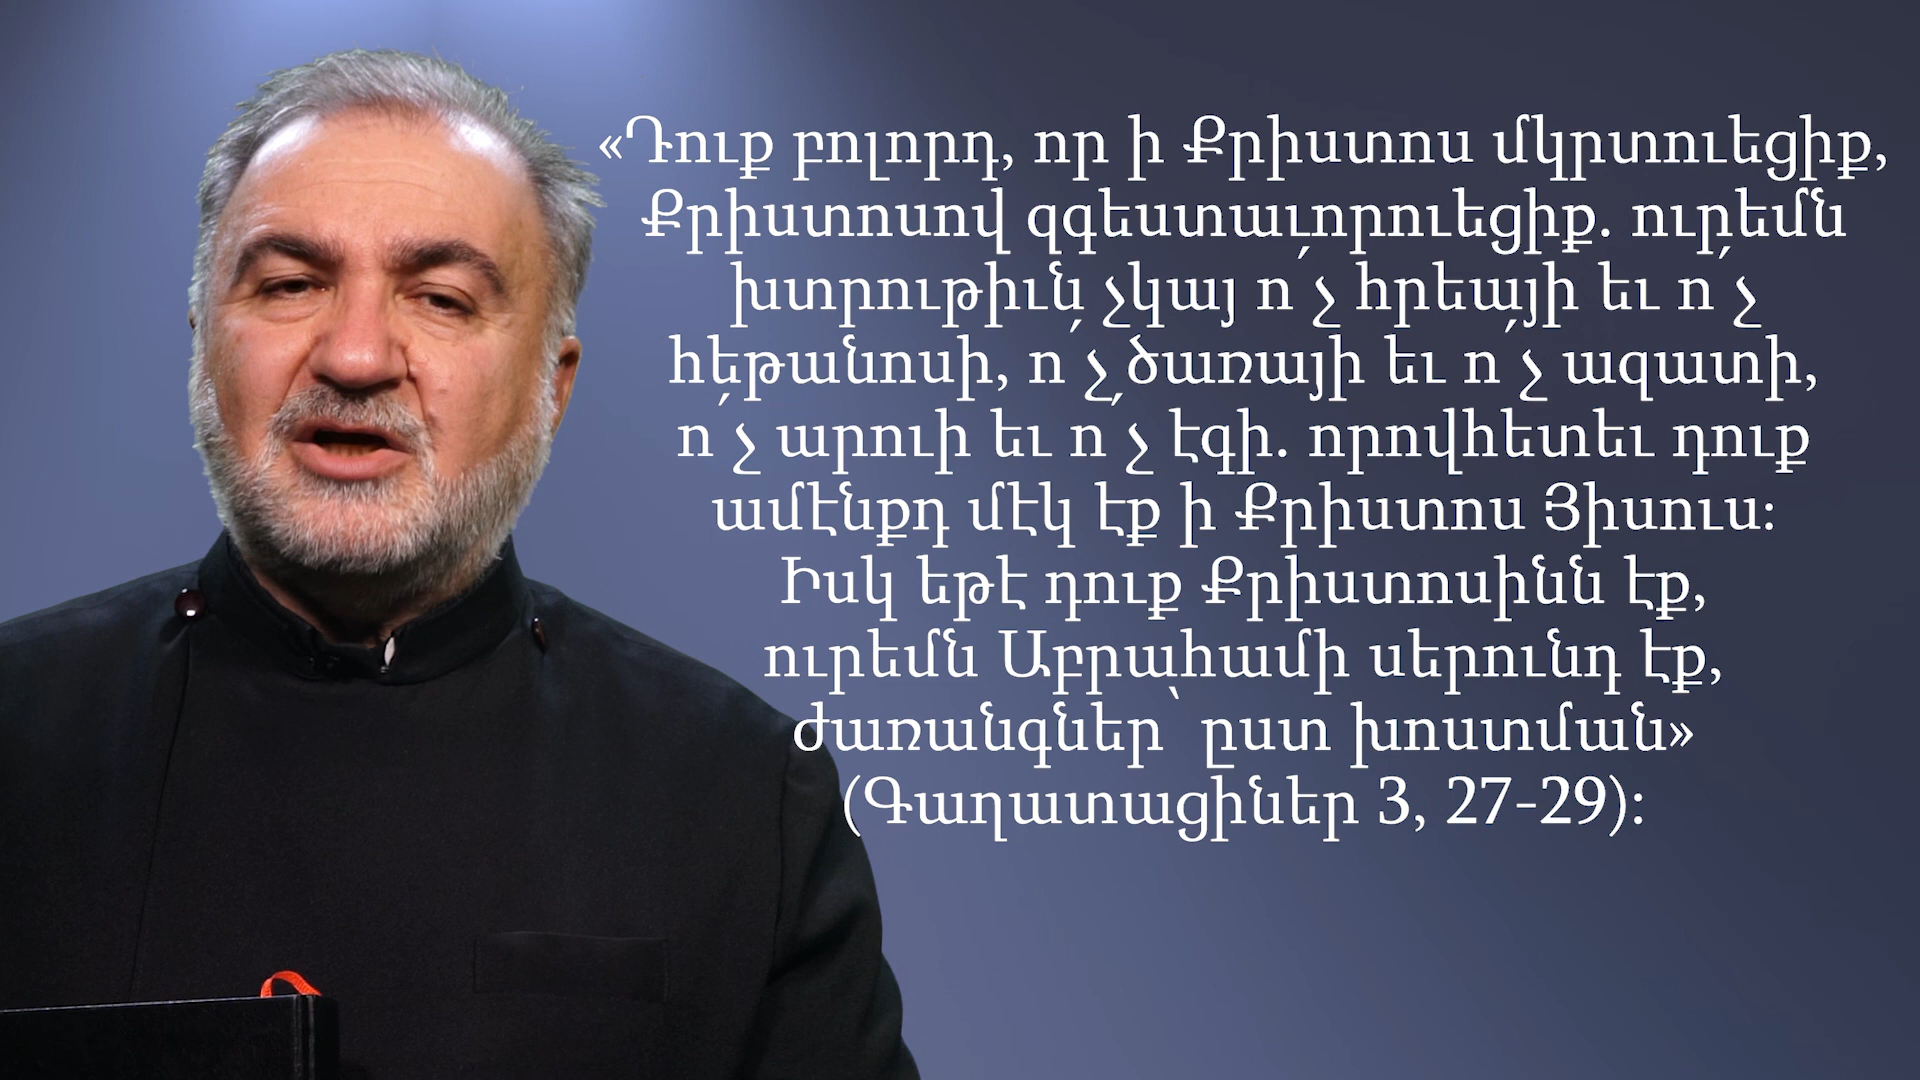 «Դուք բոլորդ, որ ի Քրիստոս մկրտուեցիք,
Քրիստոսով զգեստաւորուեցիք. ուրեմն
խտրութիւն չկայ ո՛չ հրեայի եւ ո՛չ
հեթանոսի, ո՛չ ծառայի եւ ո՛չ ազատի,
ո՛չ արուի եւ ո՛չ էգի. որովհետեւ դուք
ամէնքդ մէկ էք ի Քրիստոս Յիսուս:
Իսկ եթէ դուք Քրիստոսինն էք,
ուրեմն Աբրահամի սերունդ էք,
ժառանգներ՝ ըստ խոստման»
(Գաղատացիներ 3, 27-29):